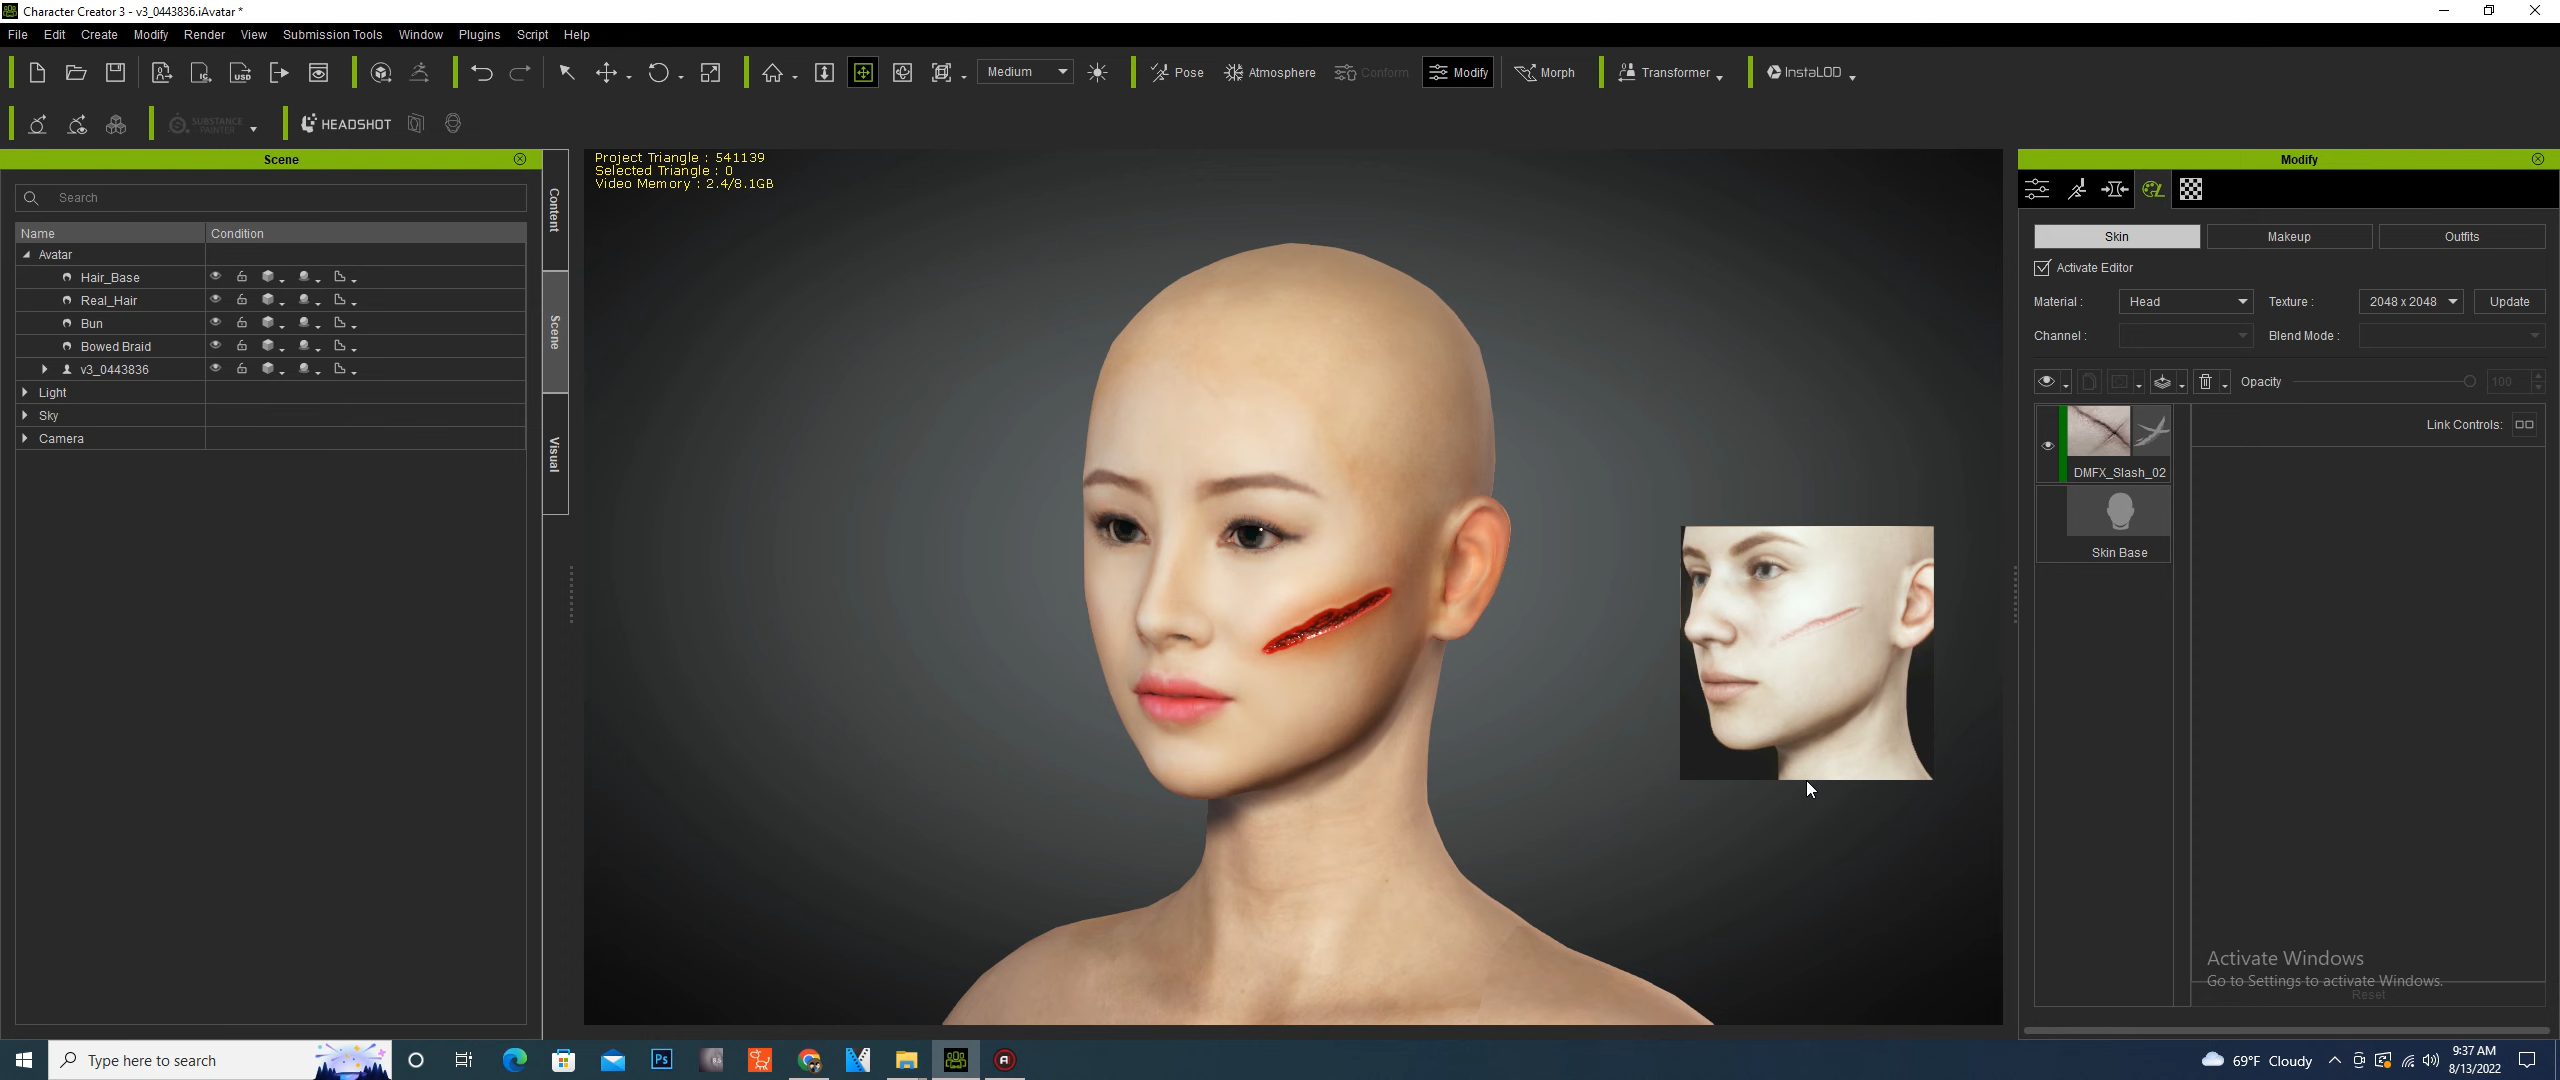 Character Creator 3 - v3_0443836.iAvatar *
File Edit Create Modify Render View Submission Tools Window Plugins Script Help
Medium Pose Atmosphere Conform Modify Morph Transformer InstaLOD
SUBSTANCE PAINTER HEADSHOT
Scene
Search
Name Condition
Avatar
Hair_Base
Real_Hair
Bun
Bowed Braid
v3_0443836
Light
Sky
Camera
Content
Scene
Visual
Project Triangle : 541139
Selected Triangle : 0
Video Memory : 2.4/8.1GB
Modify
Skin Makeup Outfits
Activate Editor
Material : Head Texture : 2048 x 2048 Update
Channel : Blend Mode :
Opacity 100
Link Controls:
DMFX_Slash_02
Skin Base
Activate Windows
Go to Settings to activate Windows.
Reset
Type here to search
Ps
69°F Cloudy
9:37 AM
8/13/2022